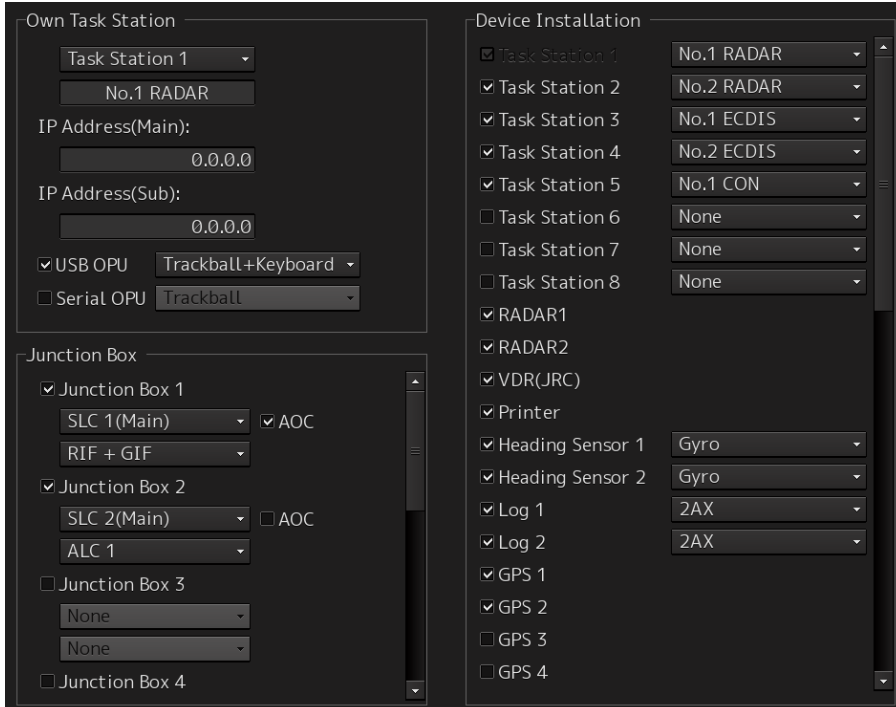 Own Task Station
Task Station 1
No.1 RADAR
IP Address(Main):
0.0.0.0
IP Address(Sub):
0.0.0.0
USB OPU Trackball+Keyboard
Serial OPU Trackball
Junction Box
Junction Box 1
SLC 1(Main) AOC
RIF + GIF
Junction Box 2
SLC 2(Main) AOC
ALC 1
Junction Box 3
None
None
Junction Box 4
Device Installation
Task Station 1 No.1 RADAR
Task Station 2 No.2 RADAR
Task Station 3 No.1 ECDIS
Task Station 4 No.2 ECDIS
Task Station 5 No.1 CON
Task Station 6 None
Task Station 7 None
Task Station 8 None
RADAR1
RADAR2
VDR(JRC)
Printer
Heading Sensor 1 Gyro
Heading Sensor 2 Gyro
Log 1 2AX
Log 2 2AX
GPS 1
GPS 2
GPS 3
GPS 4